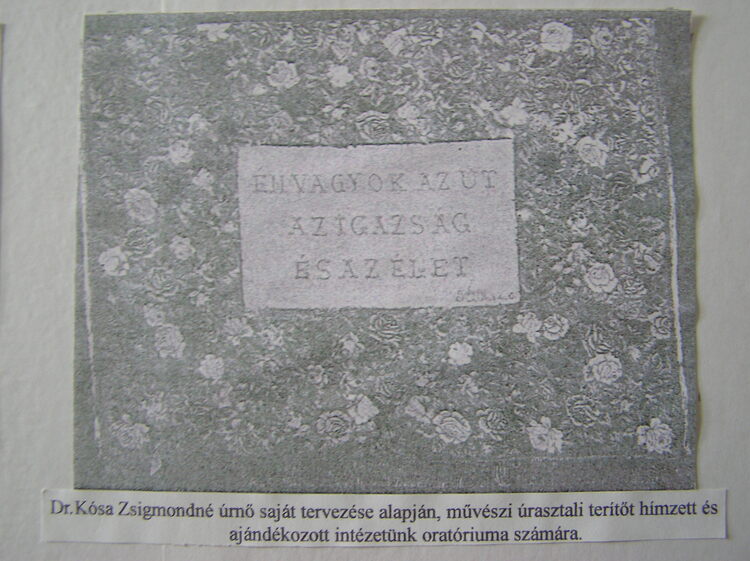 ÉN VAGYOK AZ ÚT
AZ IGAZSÁG
ÉS AZ ÉLET
Dr.Kósa Zsigmondné úrnő saját tervezése alapján, művészi úrasztali terítőt hímzett és
ajándékozott intézetünk oratóriuma számára.